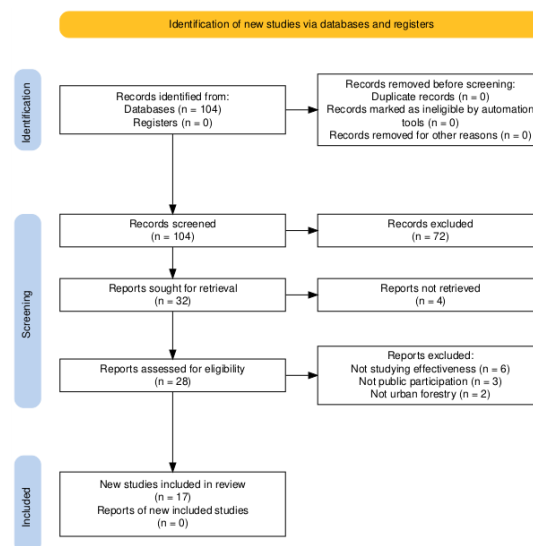 Identification of new studies via databases and registers
Identification
Records identified from:
Databases (n = 104)
Registers (n = 0)
Records removed before screening:
Duplicate records (n = 0)
Records marked as ineligible by automation
tools (n = 0)
Records removed for other reasons (n = 0)
Screening
Records screened
(n = 104)
Records excluded
(n = 72)
Reports sought for retrieval
(n = 32)
Reports not retrieved
(n = 4)
Reports assessed for eligibility
(n = 28)
Reports excluded:
Not studying effectiveness (n = 6)
Not public participation (n = 3)
Not urban forestry (n = 2)
Included
New studies included in review
(n = 17)
Reports of new included studies
(n = 0)